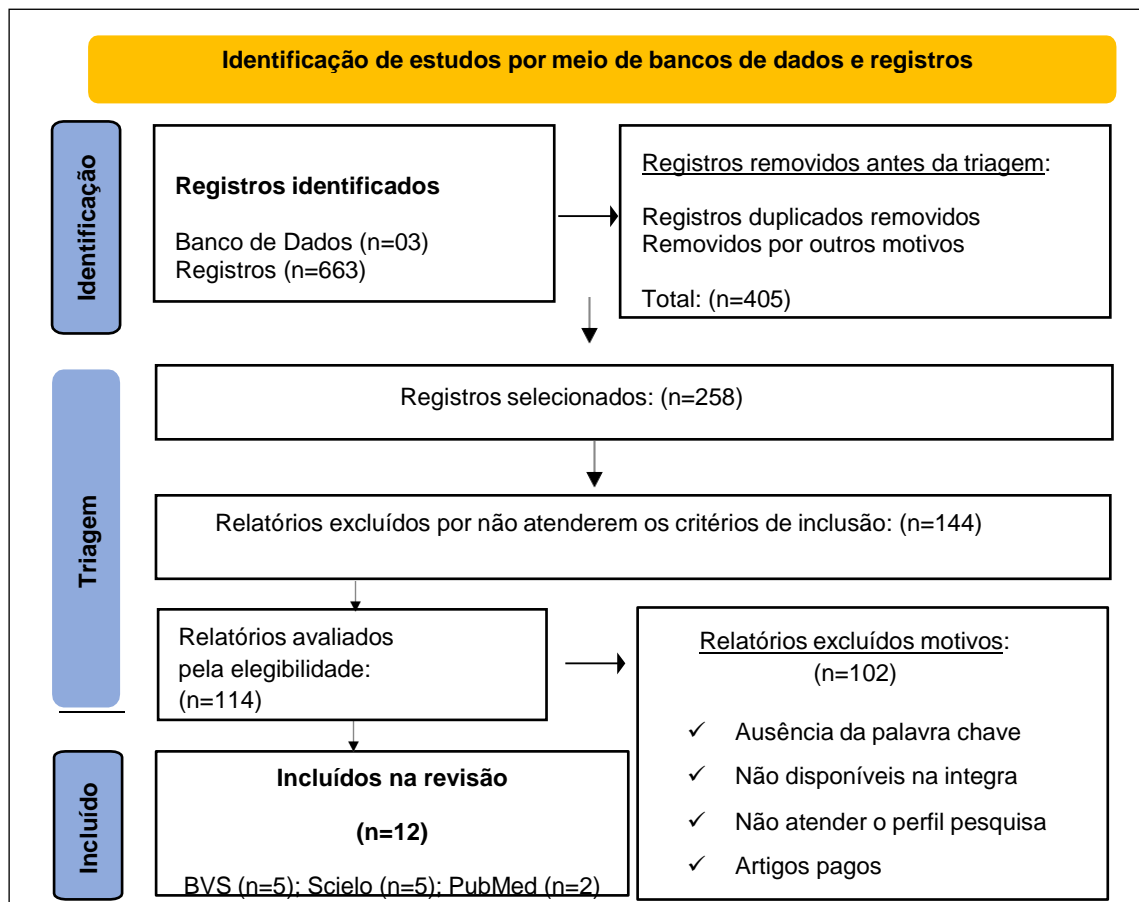 Identificação de estudos por meio de bancos de dados e registros
Identificação
Registros identificados
Banco de Dados (n=03)
Registros (n=663)
Registros removidos antes da triagem:
Registros duplicados removidos
Removidos por outros motivos
Total: (n=405)
Triagem
Registros selecionados: (n=258)
Relatórios excluídos por não atenderem os critérios de inclusão: (n=144)
Relatórios avaliados
pela elegibilidade:
(n=114)
Relatórios excluídos motivos:
(n=102)
✓ Ausência da palavra chave
✓ Não disponíveis na integra
✓ Não atender o perfil pesquisa
✓ Artigos pagos
Incluído
Incluídos na revisão
(n=12)
BVS (n=5); Scielo (n=5); PubMed (n=2)